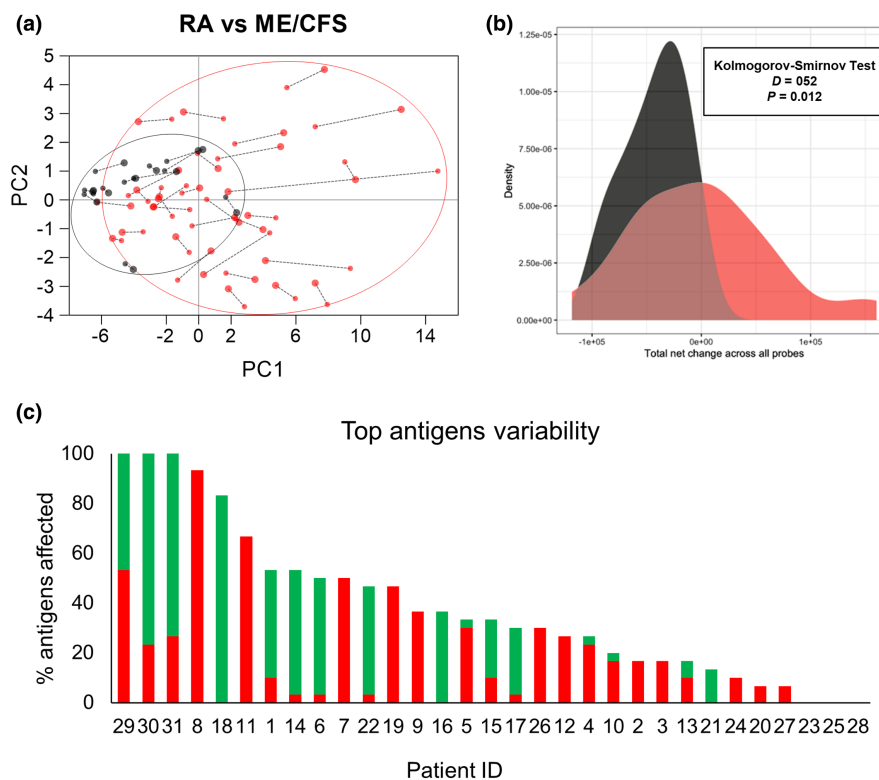 (a)
RA vs ME/CFS
5
4
3
2
1
0
-1
-2
-3
-4
PC2
-6 -2 0 2 6 10 14
PC1
(b)
1.25e-05
1.00e-05
7.50e-06
5.00e-06
2.50e-06
0.00e+00
Density
Kolmogorov-Smirnov Test
D = 052
P = 0.012
-1e+05 0e+00 1e+05
Total net change across all probes
(c)
Top antigens variability
100
80
60
40
20
0
% antigens affected
29 30 31 8 18 11 1 14 6 7 22 19 9 16 5 15 17 26 12 4 10 2 3 13 21 24 20 27 23 25 28
Patient ID